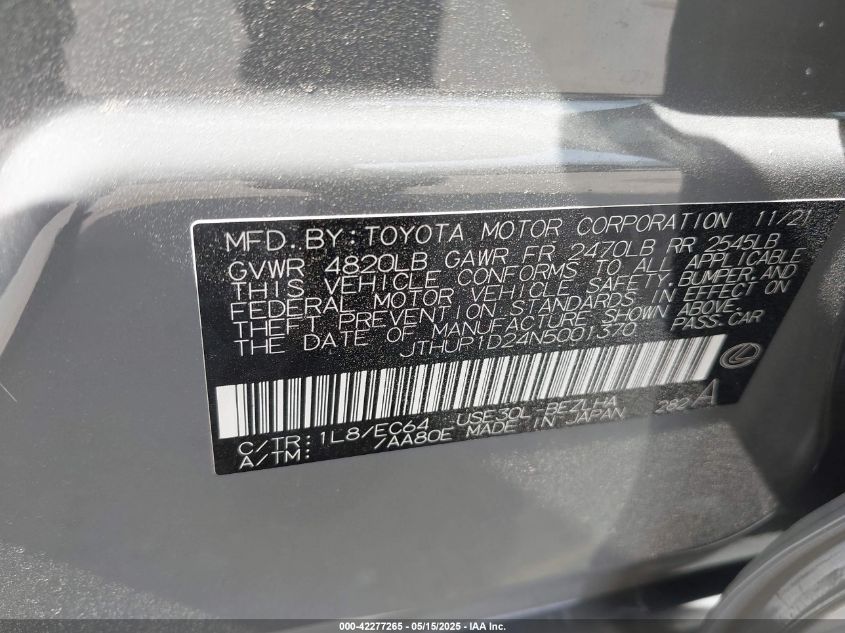 MFD. BY: TOYOTA MOTOR CORPORATION 11/21
GVWR 4820LB GAWR FR 2470LB RR 2545LB
THIS VEHICLE CONFORMS TO ALL APPLICABLE
FEDERAL MOTOR VEHICLE SAFETY, BUMPER, AND
THEFT PREVENTION STANDARDS IN EFFECT ON
THE DATE OF MANUFACTURE SHOWN ABOVE.
JTHUP1D24N5001370 PASS. CAR
USE30L-BEZLHA 282 A
C/TR: 1L8/EC64 MADE IN JAPAN
A/TM: 7AA80E
000-42277265 - 05/15/2025 - IAA Inc.